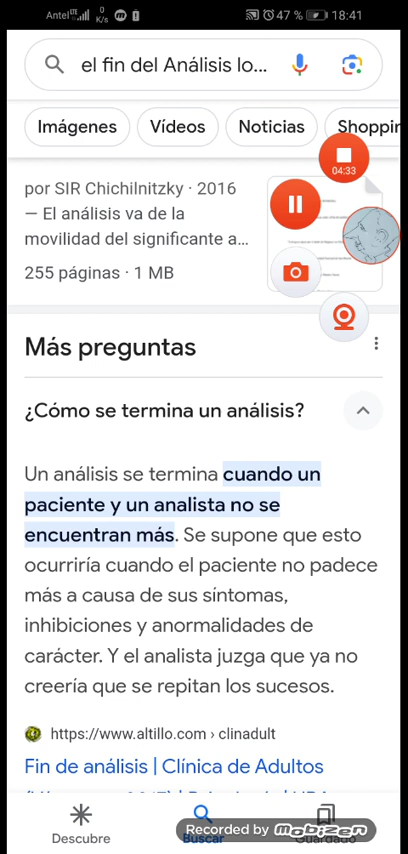 Antel LTE 0 K/s 47 % 18:41
el fin del Análisis lo...
Imágenes Vídeos Noticias Shoppin
04:33
por SIR Chichilnitzky · 2016
— El análisis va de la
movilidad del significante a...
255 páginas · 1 MB
Más preguntas
¿Cómo se termina un análisis?
Un análisis se termina cuando un
paciente y un analista no se
encuentran más. Se supone que esto
ocurriría cuando el paciente no padece
más a causa de sus síntomas,
inhibiciones y anormalidades de
carácter. Y el analista juzga que ya no
creería que se repitan los sucesos.
https://www.altillo.com › clinadult
Fin de análisis | Clínica de Adultos
Descubre Buscar Guardado
Recorded by Mobizen